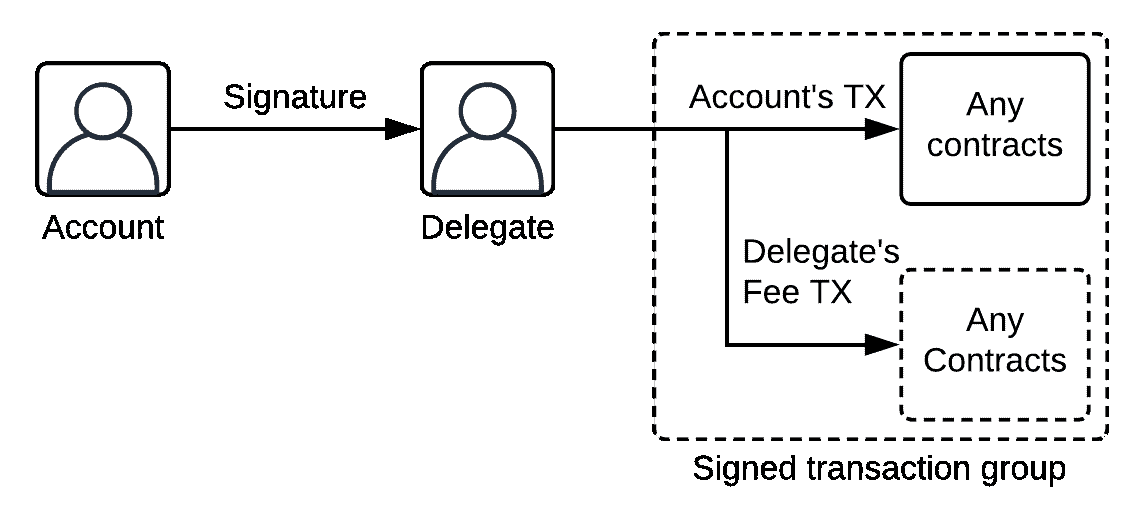 Signature
Account's TX
Any
contracts
Account
Delegate
Delegate's
Fee TX
Any
Contracts
Signed transaction group